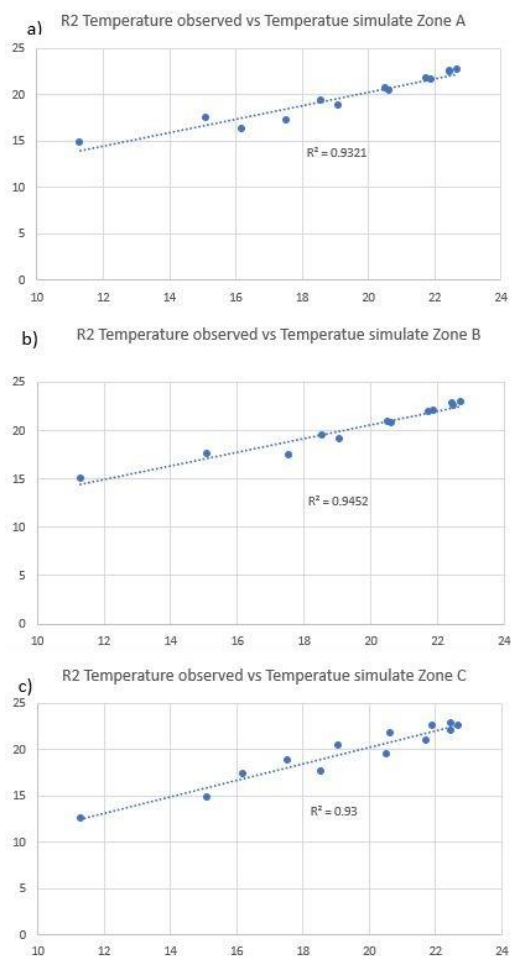 a) R2 Temperature observed vs Temperatue simulate Zone A
25
20
15
10
5
0
R² = 0.9321
10 12 14 16 18 20 22 24
b) R2 Temperature observed vs Temperatue simulate Zone B
25
20
15
10
5
0
R² = 0.9452
10 12 14 16 18 20 22 24
c) R2 Temperature observed vs Temperatue simulate Zone C
25
20
15
10
5
0
R² = 0.93
10 12 14 16 18 20 22 24